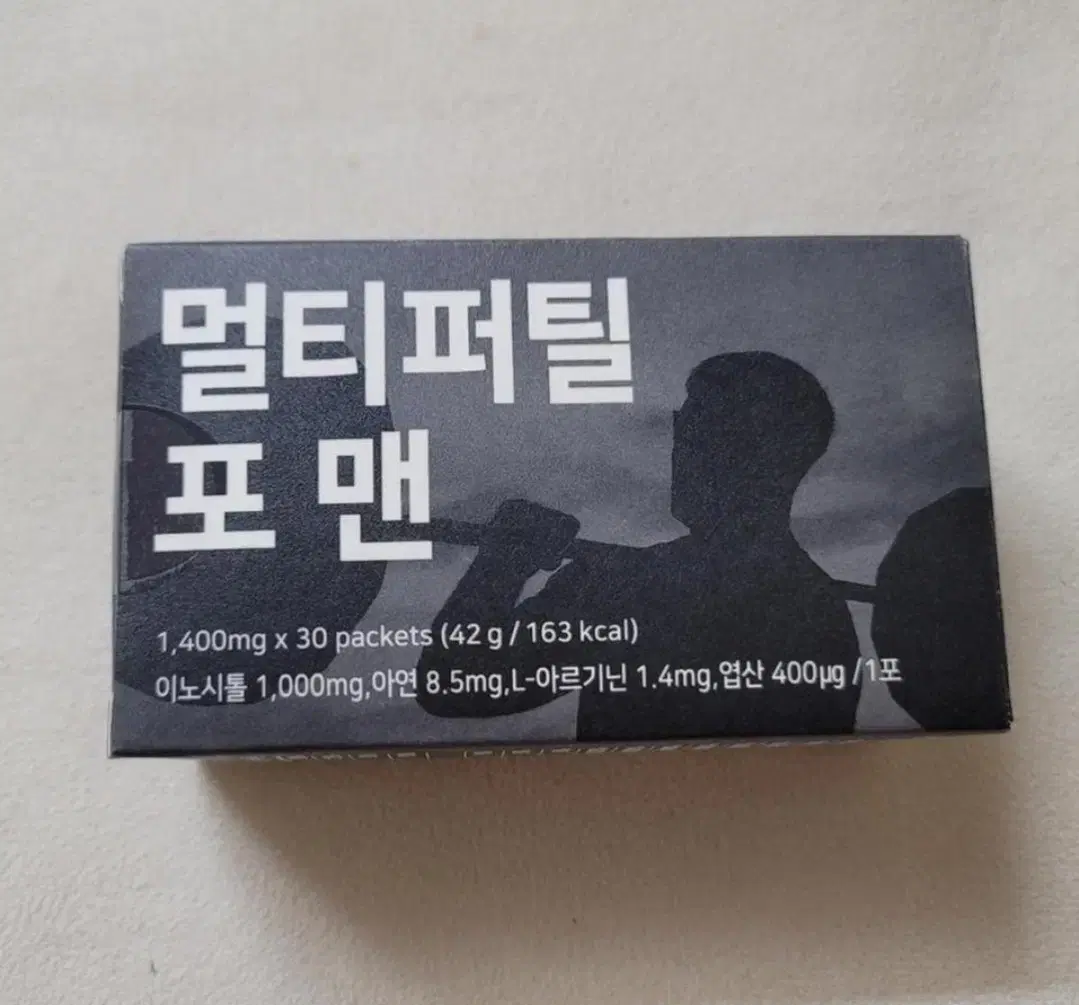 멀티퍼틸
포 맨
1,400mg x 30 packets (42 g / 163 kcal)
이노시톨 1,000mg,아연 8.5mg,L-아르기닌 1.4mg,엽산 400μg /1포